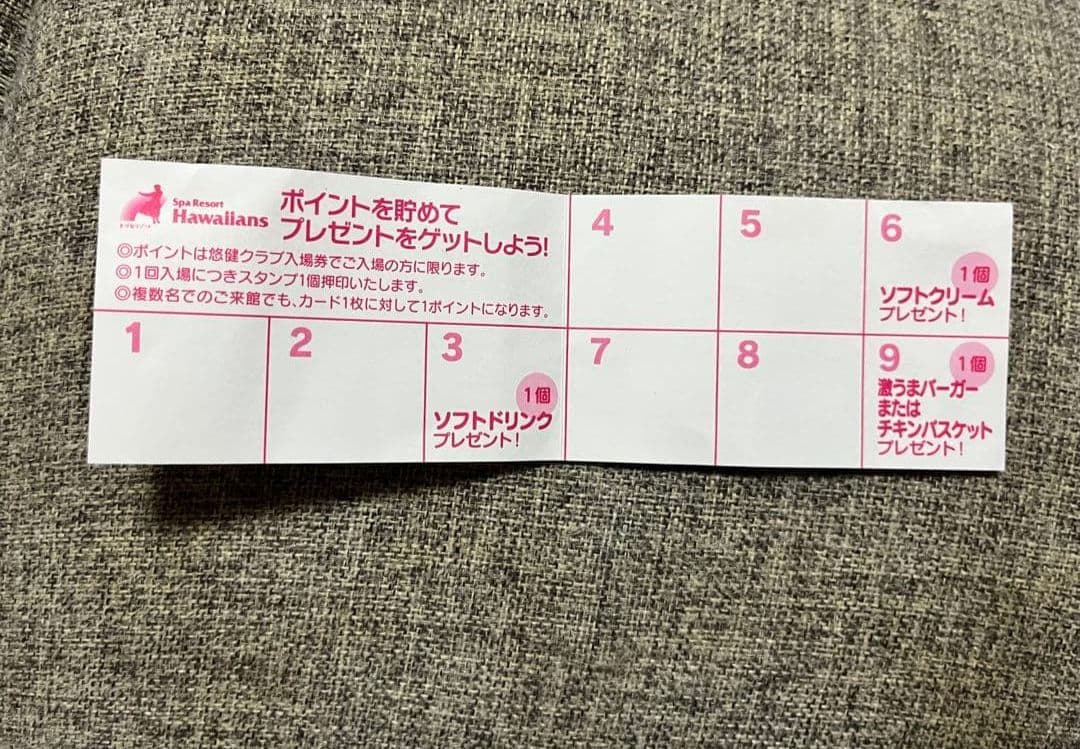 Spa Resort
Hawaiians
ポイントを貯めて
プレゼントをゲットしよう!
◎ポイントは悠健クラブ入場券でご入場の方に限ります。
◎1回入場につきスタンプ1個押印いたします。
◎複数名でのご来館でも、カード1枚に対して1ポイントになります。
1
2
3
1個
ソフトドリンク
プレゼント!
4
5
6
1個
ソフトクリーム
プレゼント!
7
8
9
1個
激うまバーガー
または
チキンバスケット
プレゼント!